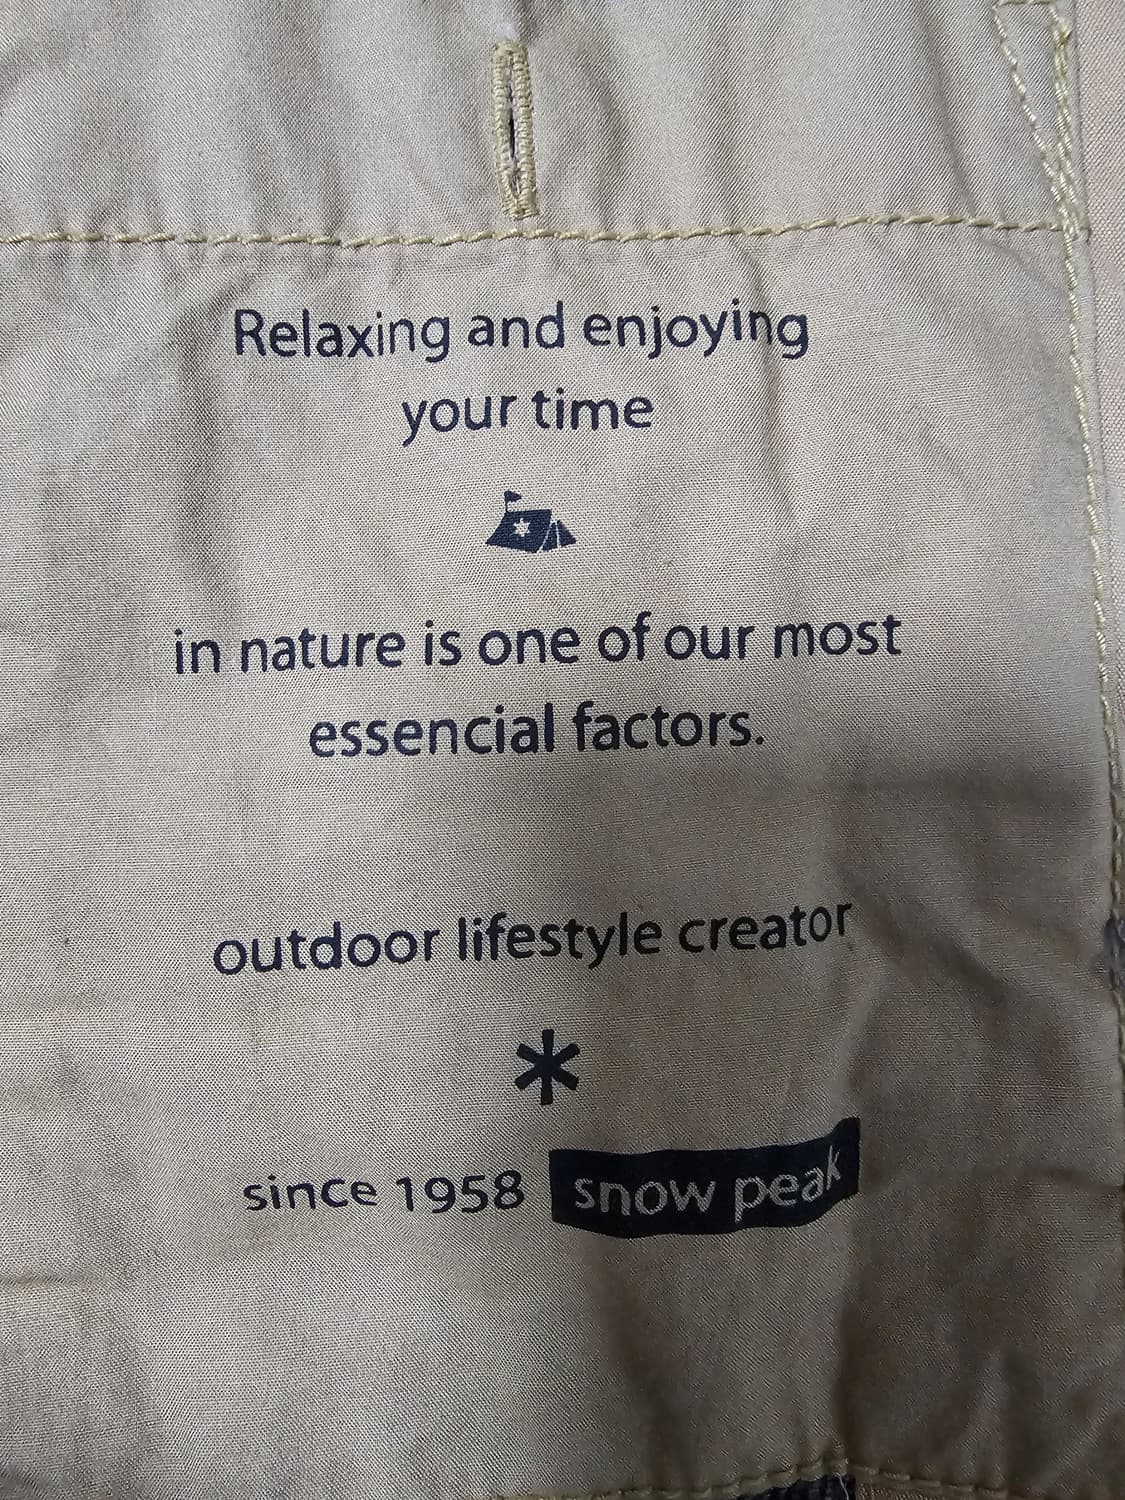 Relaxing and enjoying
your time
in nature is one of our most
essencial factors.
outdoor lifestyle creator
*
since 1958 snow peak